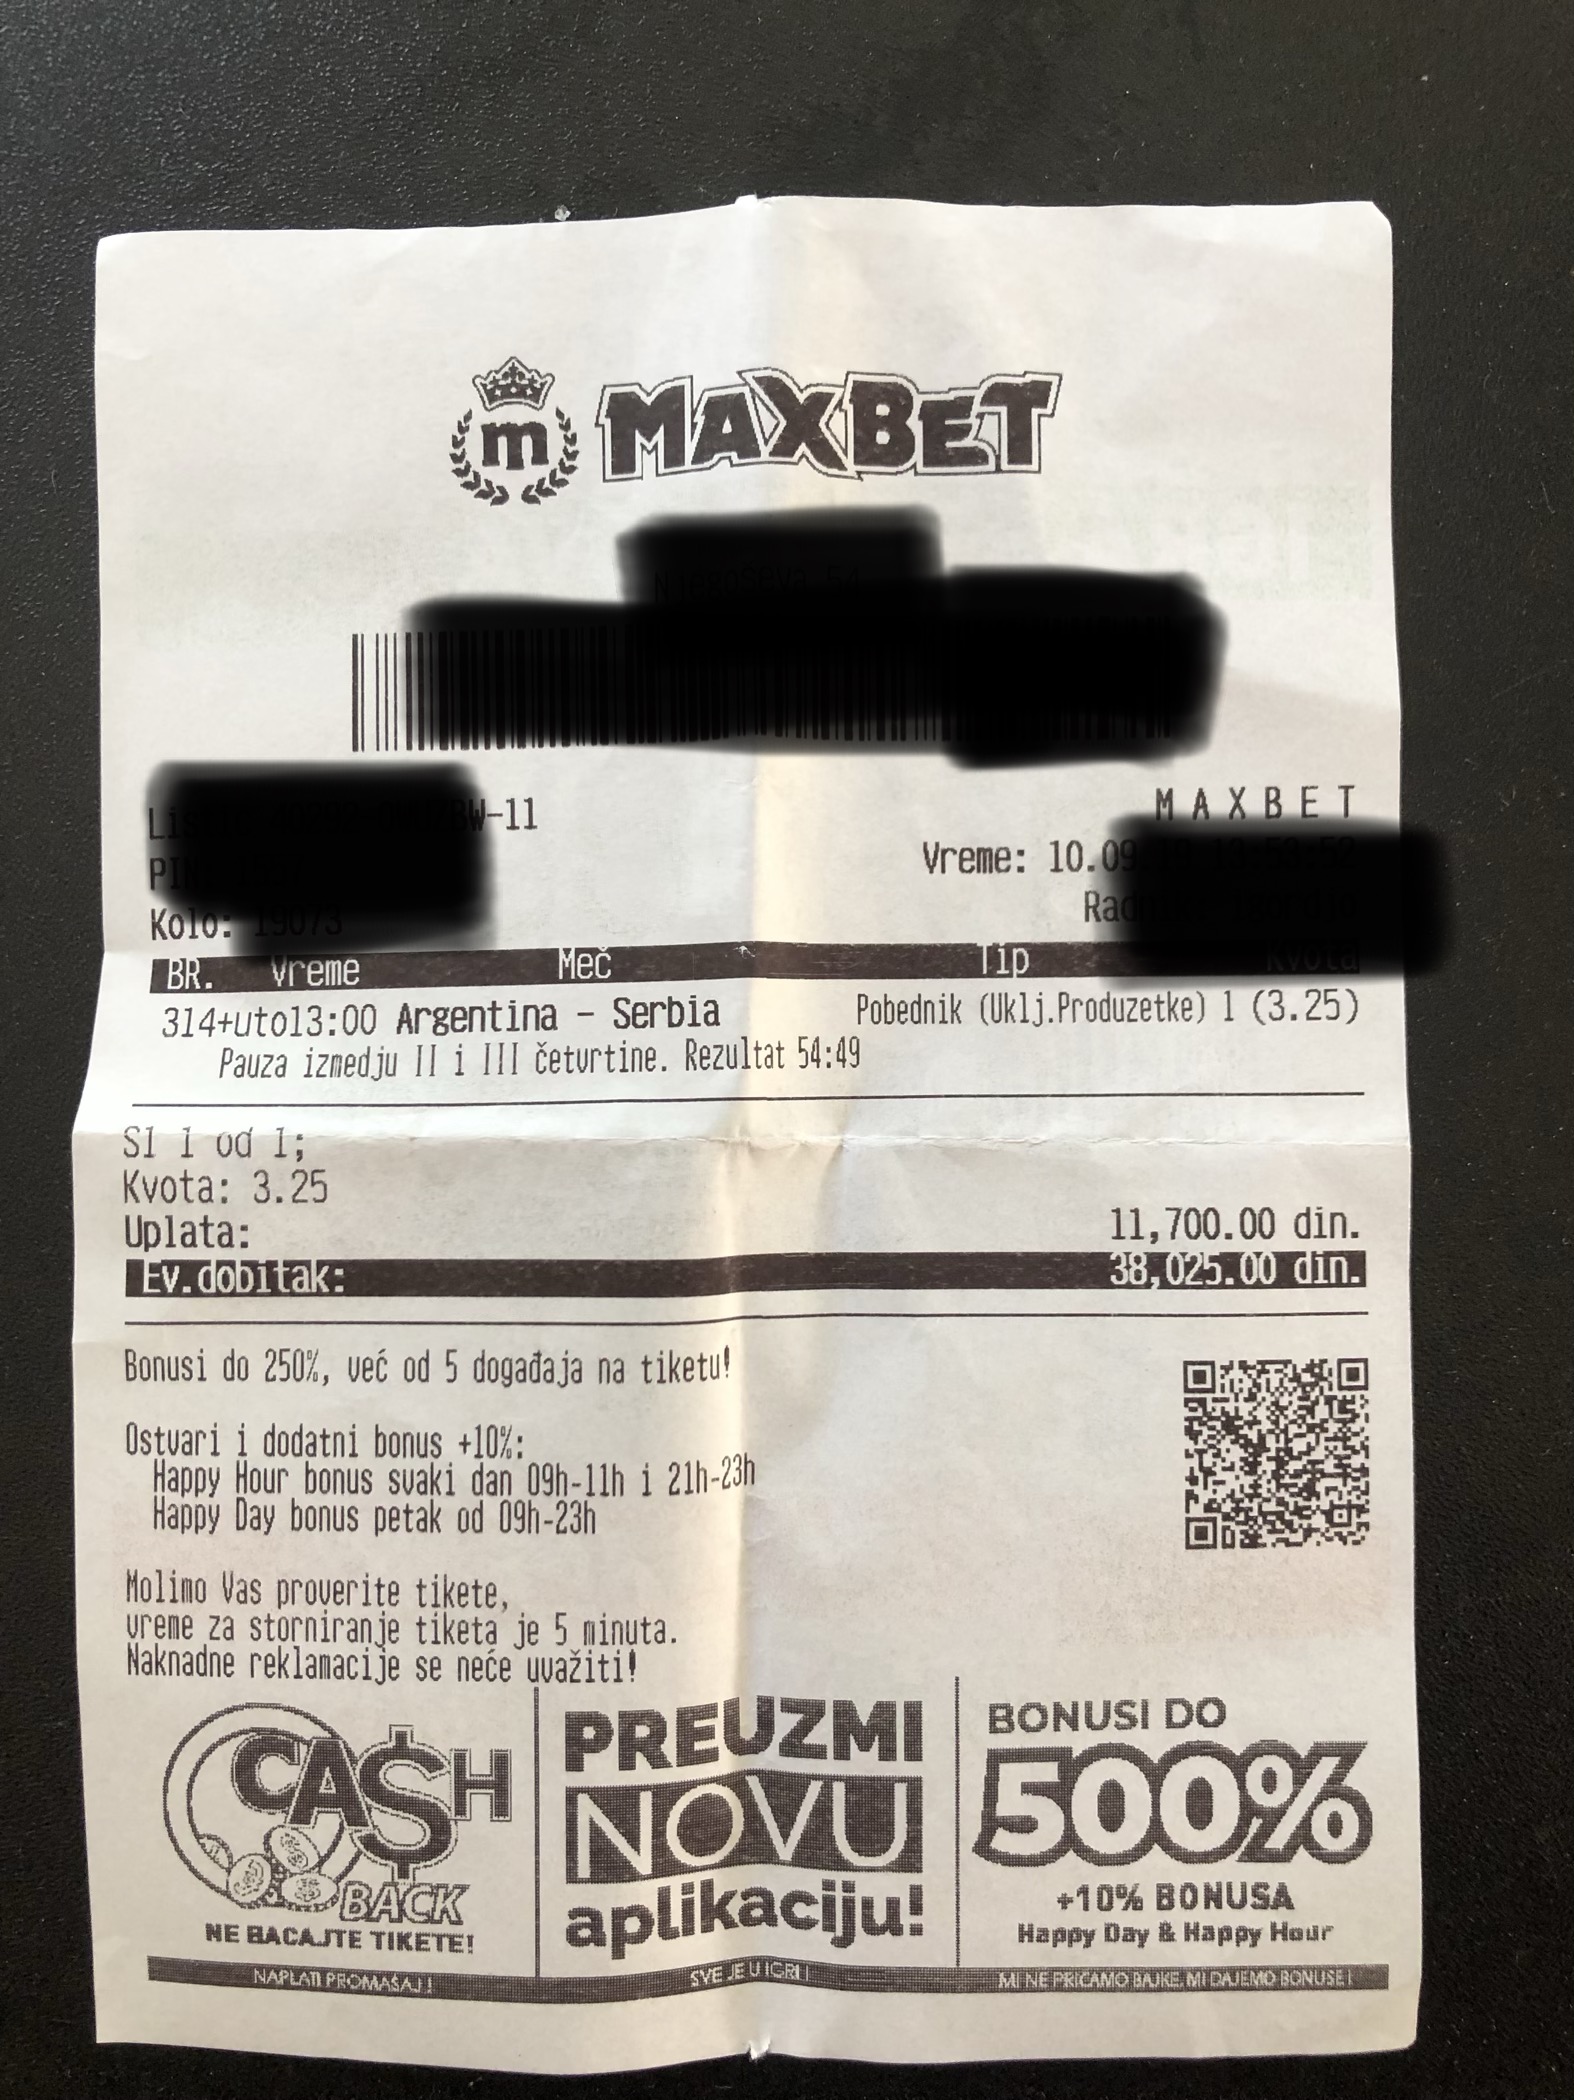 m MAXBET
-11
MAXBET
Vreme: 10.09
Kolo: 19073
BR. Vreme Meč Tip Kvota
314+uto13:00 Argentina - Serbia Pobednik (Uklj.Produzetke) 1 (3.25)
Pauza izmedju II i III četvrtine. Rezultat 54:49
S1 1 od 1;
Kvota: 3.25
Uplata: 11,700.00 din.
Ev.dobitak: 38,025.00 din.
Bonusi do 250%, već od 5 događaja na tiketu!
Ostvari i dodatni bonus +10%:
Happy Hour bonus svaki dan 09h-11h i 21h-23h
Happy Day bonus petak od 09h-23h
Molimo Vas proverite tikete,
vreme za storniranje tiketa je 5 minuta.
Naknadne reklamacije se neće uvažiti!
CA$H
BACK
NE BACAJTE TIKETE!
NAPLATI PROMAŠAJ!
PREUZMI
NOVU
aplikaciju!
SVE JE U IGRI!
BONUSI DO
500%
+10% BONUSA
Happy Day & Happy Hour
MI NE PRIČAMO BAJKE, MI DAJEMO BONUSE!